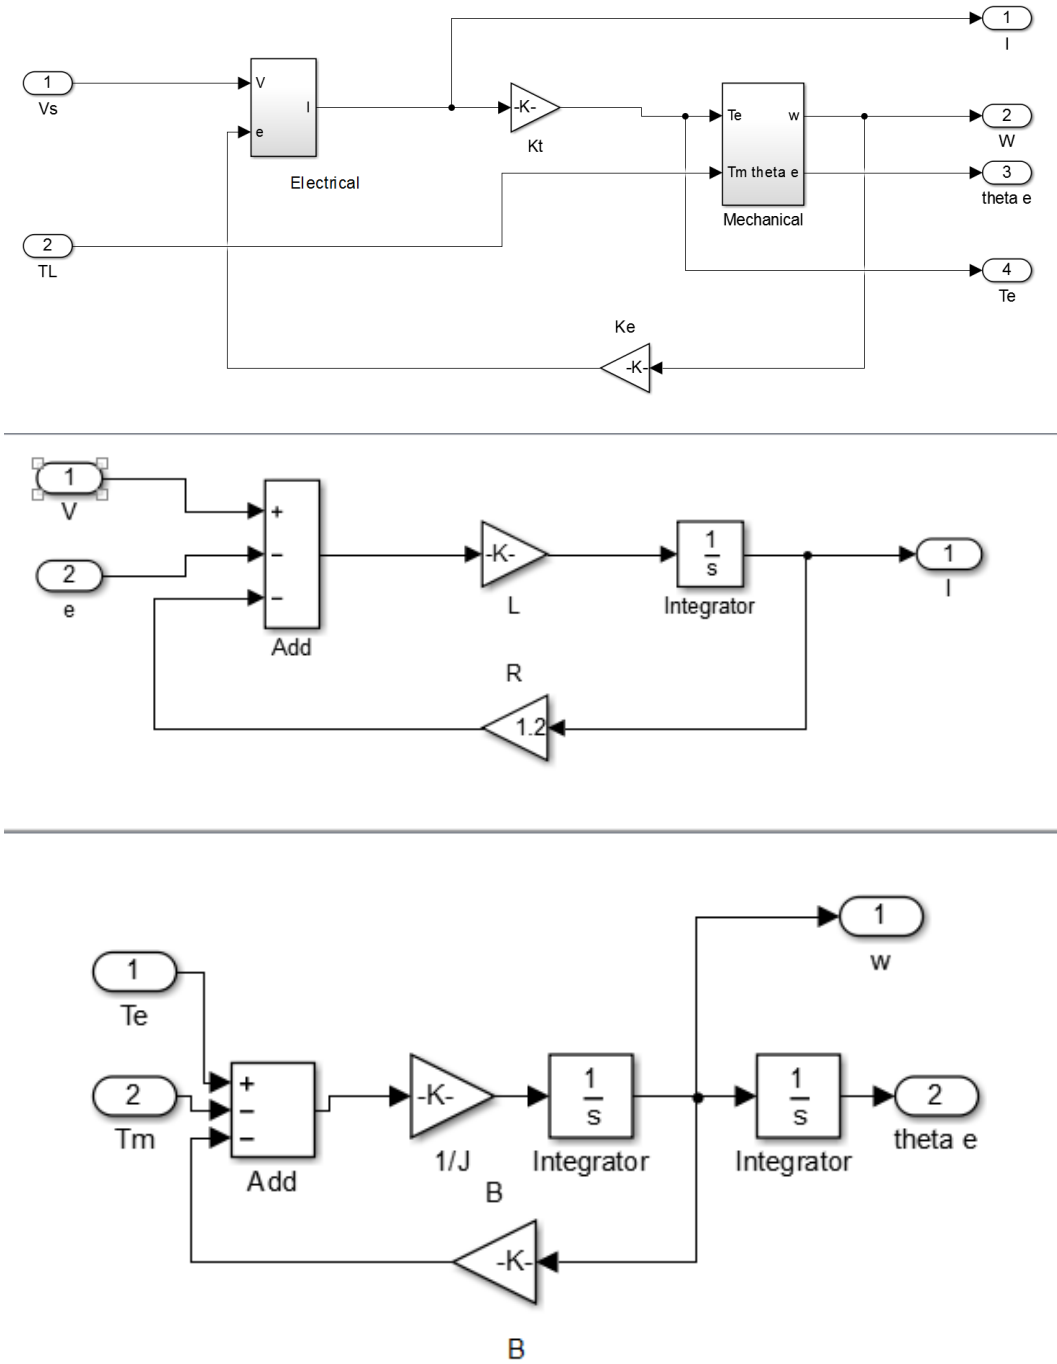 1
I
1
Vs
V
I
e
Electrical
-K-
Kt
Te
w
Tm theta e
Mechanical
2
W
3
theta e
2
TL
4
Te
Ke
-K-
1
V
+
−
−
Add
2
e
-K-
L
1
s
Integrator
1
I
R
1.2
1
w
1
Te
2
Tm
+
−
−
Add
-K-
1/J
1
s
Integrator
1
s
Integrator
2
theta e
B
-K-
B